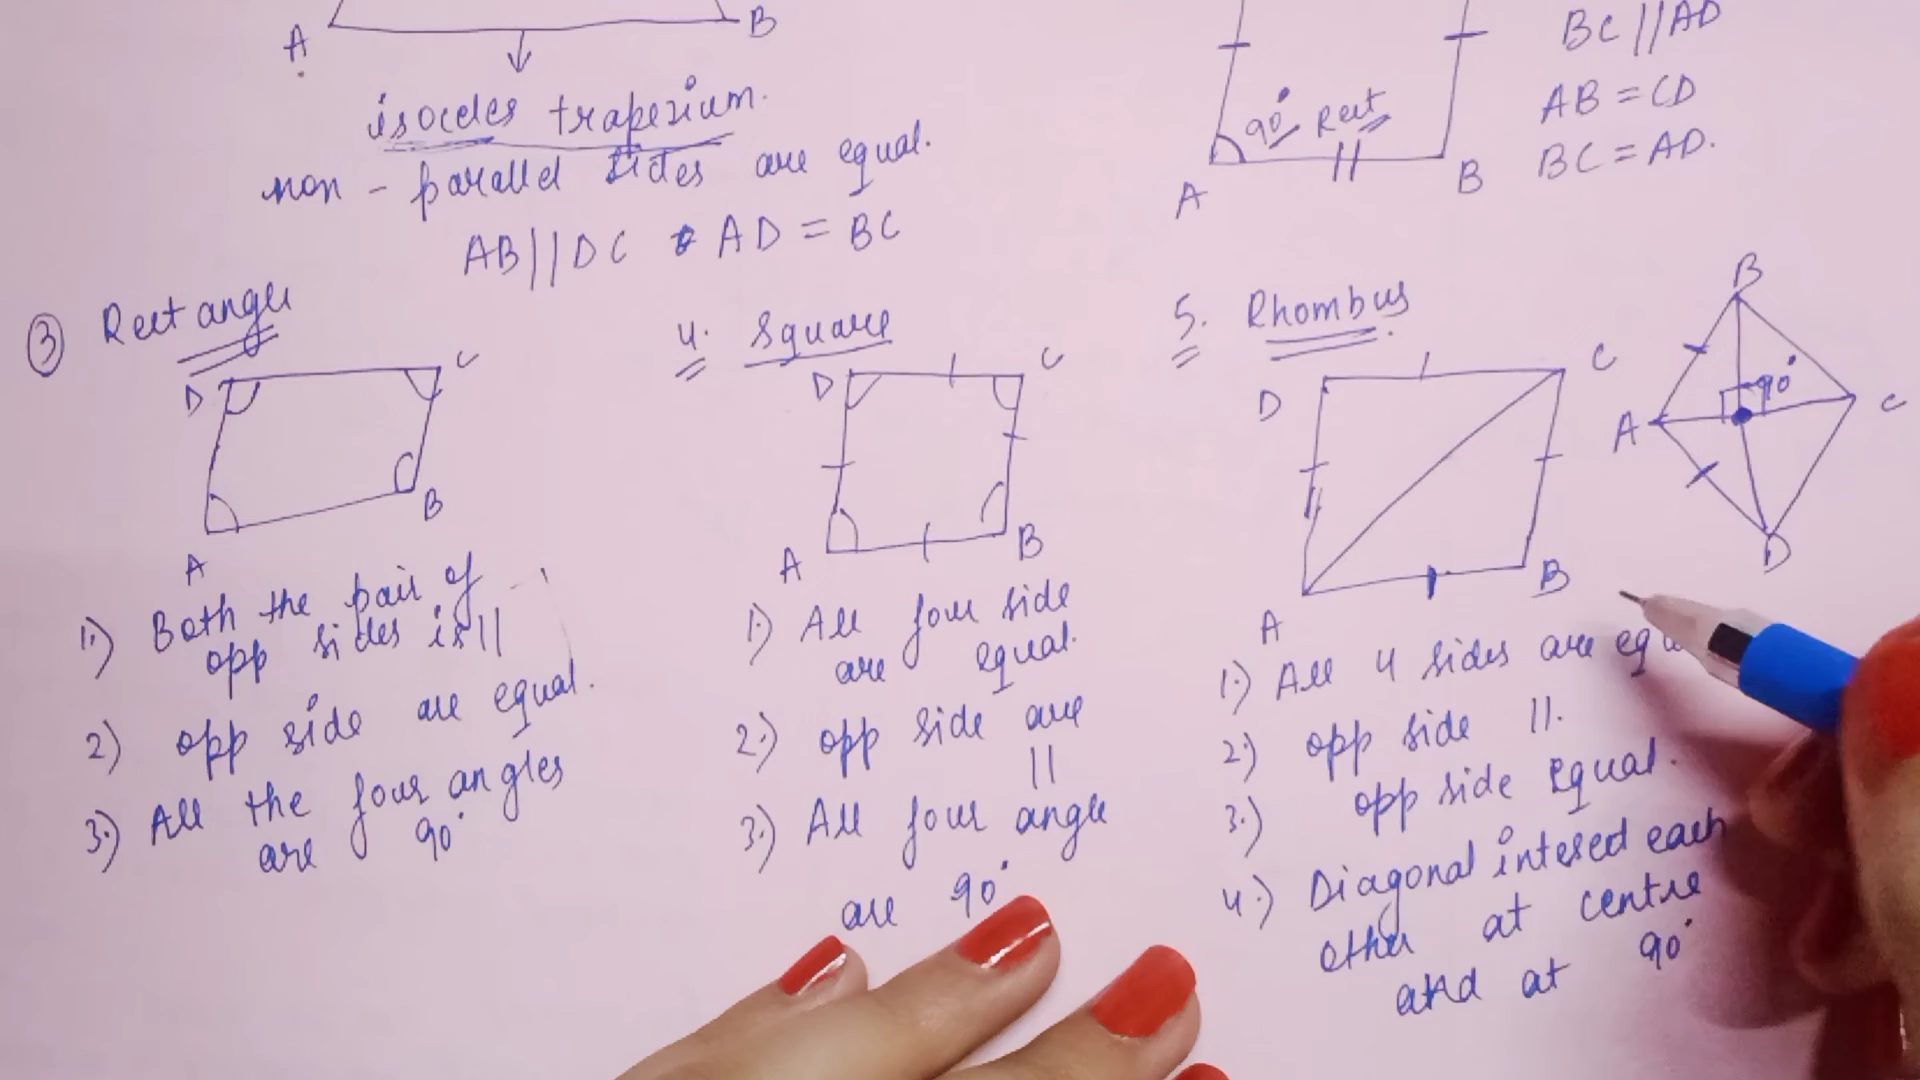 A
B
isoceles trapezium.
non - parallel sides are equal.
AB||DC AD = BC
90° Rect
A
B
BC||AD
AB = CD
BC = AD.
③ Rectangle
D
C
A
B
1.) Both the pair of
opp sides is ||
2) opp side are equal.
3.) All the four angles
are 90°
4. Square
D
C
A
B
1.) All four side
are equal.
2.) opp side are
||
3.) All four angle
are 90°
5. Rhombus
D
C
A
B
B
90°
A
C
D
1.) All 4 sides are equ
2.) opp side ||.
3.) opp side Equal.
4.) Diagonal intersed each
other at centre
and at 90°